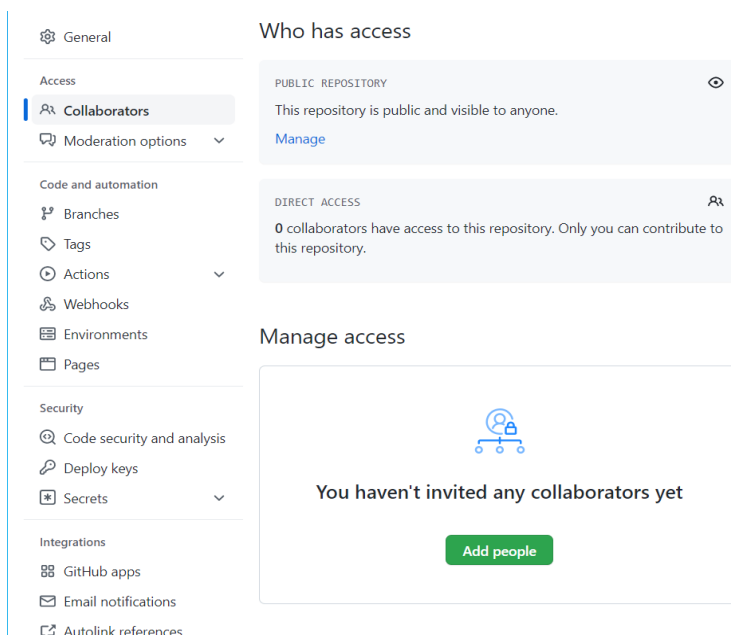 General
Access
Collaborators
Moderation options
Code and automation
Branches
Tags
Actions
Webhooks
Environments
Pages
Security
Code security and analysis
Deploy keys
Secrets
Integrations
GitHub apps
Email notifications
Autolink references
Who has access
PUBLIC REPOSITORY
This repository is public and visible to anyone.
Manage
DIRECT ACCESS
0 collaborators have access to this repository. Only you can contribute to
this repository.
Manage access
You haven't invited any collaborators yet
Add people